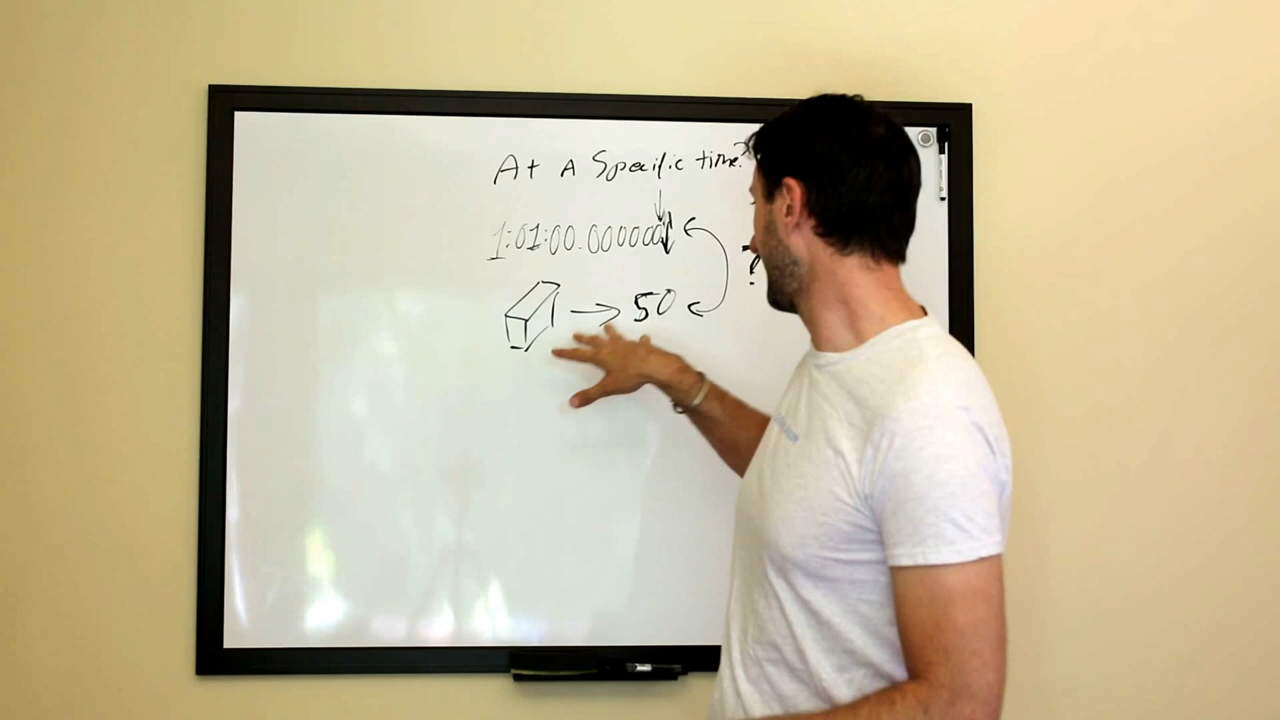 At A Specific time?
1:01:00.000000
50
?